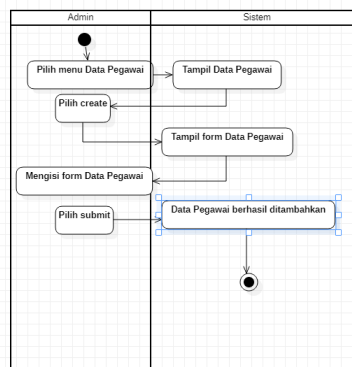 Admin
Sistem
Pilih menu Data Pegawai
Tampil Data Pegawai
Pilih create
Tampil form Data Pegawai
Mengisi form Data Pegawai
Pilih submit
Data Pegawai berhasil ditambahkan